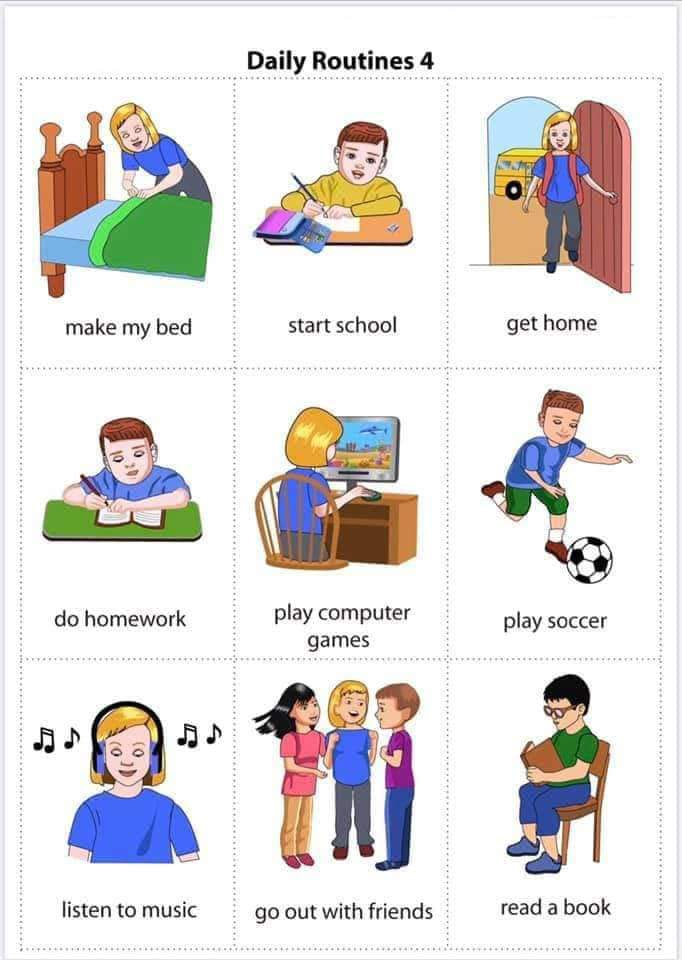 Daily Routines 4
make my bed
start school
get home
do homework
play computer
games
play soccer
listen to music
go out with friends
read a book